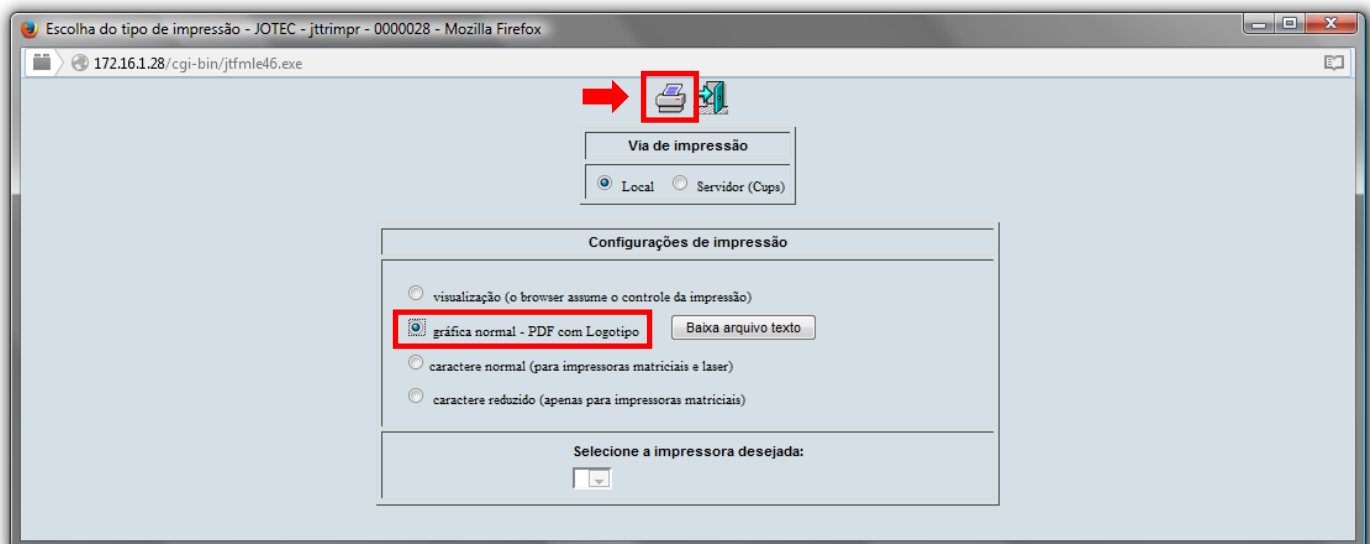 Escolha do tipo de impressão - JOTEC - jttrimpr - 0000028 - Mozilla Firefox
172.16.1.28/cgi-bin/jtfmle46.exe
Via de impressão
Local Servidor (Cups)
Configurações de impressão
visualização (o browser assume o controle da impressão)
gráfica normal - PDF com Logotipo Baixa arquivo texto
caractere normal (para impressoras matriciais e laser)
caractere reduzido (apenas para impressoras matriciais)
Selecione a impressora desejada: